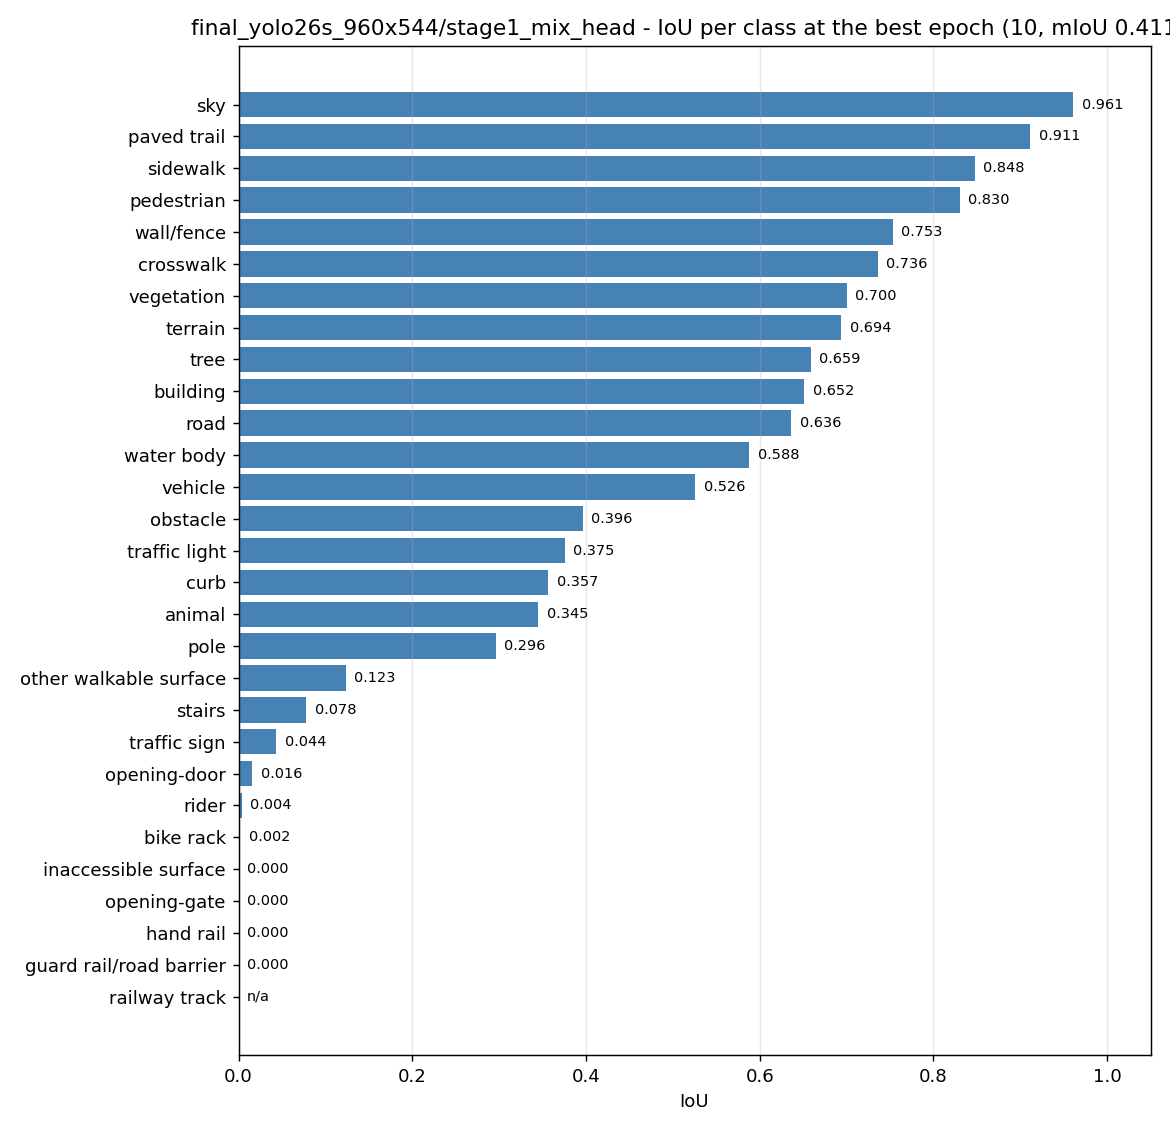 final_yolo26s_960x544/stage1_mix_head - IoU per class at the best epoch (10, mIoU 0.411
sky 0.961
paved trail 0.911
sidewalk 0.848
pedestrian 0.830
wall/fence 0.753
crosswalk 0.736
vegetation 0.700
terrain 0.694
tree 0.659
building 0.652
road 0.636
water body 0.588
vehicle 0.526
obstacle 0.396
traffic light 0.375
curb 0.357
animal 0.345
pole 0.296
other walkable surface 0.123
stairs 0.078
traffic sign 0.044
opening-door 0.016
rider 0.004
bike rack 0.002
inaccessible surface 0.000
opening-gate 0.000
hand rail 0.000
guard rail/road barrier 0.000
railway track n/a
0.0 0.2 0.4 0.6 0.8 1.0
IoU